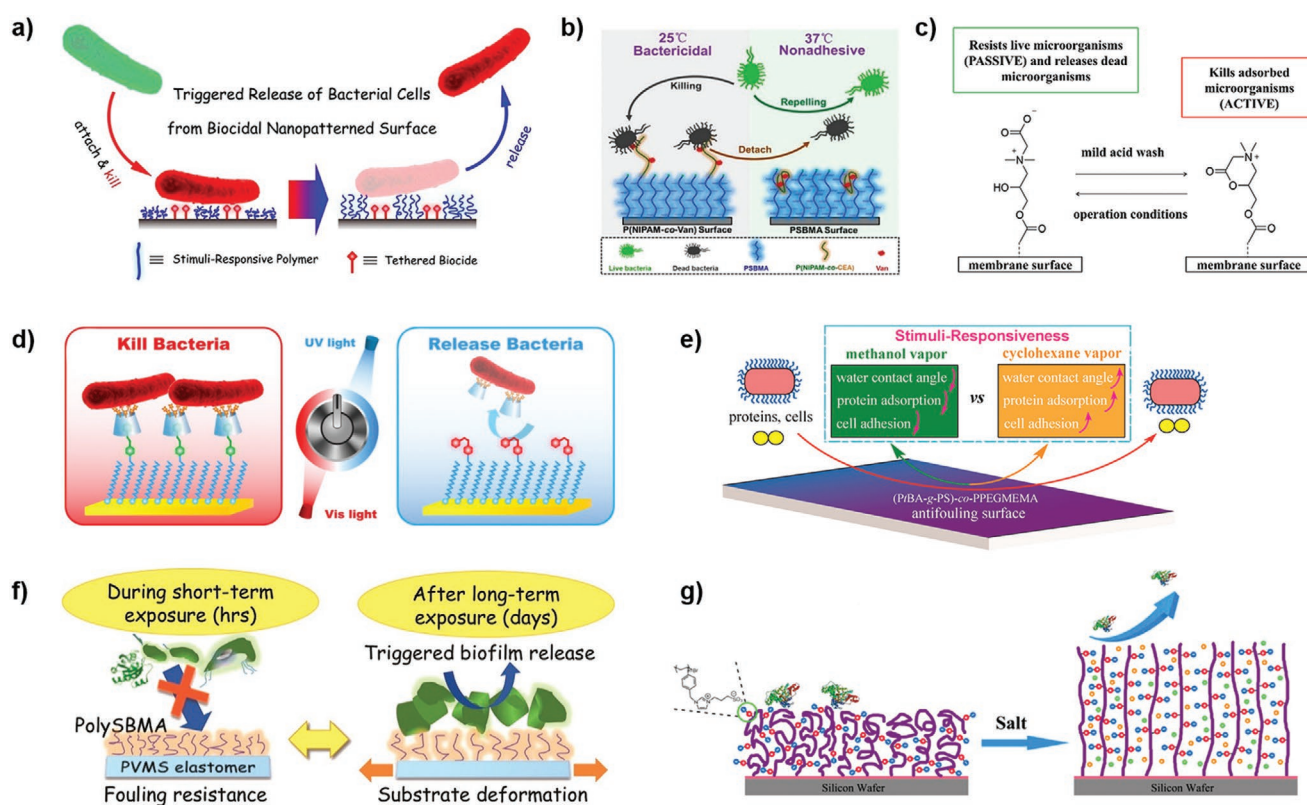 a)
Triggered Release of Bacterial Cells
from Biocidal Nanopatterned Surface
attach & kill
release
≡ Stimuli-Responsive Polymer
≡ Tethered Biocide
b)
25℃
Bactericidal
37℃
Nonadhesive
Killing
Repelling
Detach
P(NIPAM-co-Van) Surface
PSBMA Surface
Live bacteria
Dead bacteria
PSBMA
P(NIPAM-co-CEA)
Van
c)
Resists live microorganisms
(PASSIVE) and releases dead
microorganisms
Kills adsorbed
microorganisms
(ACTIVE)
O
O⁻
N⁺
HO
O
O
mild acid wash
operation conditions
N⁺
O
O
O
O
membrane surface
membrane surface
d)
Kill Bacteria
UV light
Release Bacteria
Vis light
e)
Stimuli-Responsiveness
methanol vapor
cyclohexane vapor
water contact angle
protein adsorption
cell adhesion
vs
water contact angle
protein adsorption
cell adhesion
proteins, cells
(PtBA-g-PS)-co-PPEGMEMA
antifouling surface
f)
During short-term
exposure (hrs)
After long-term
exposure (days)
Triggered biofilm release
PolySBMA
PVMS elastomer
Fouling resistance
Substrate deformation
g)
Salt
Silicon Wafer
Silicon Wafer